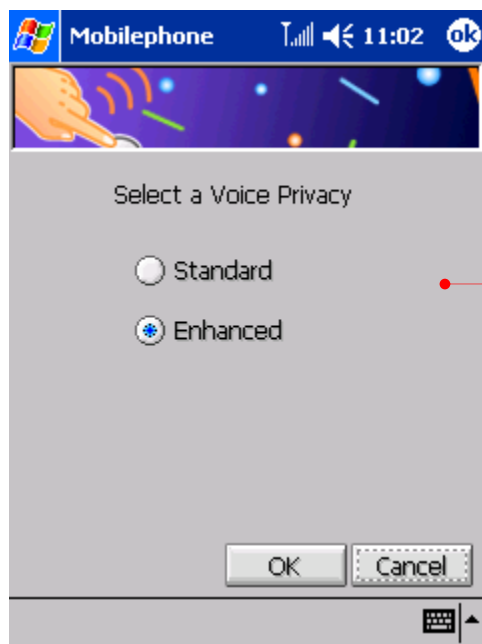 Mobilephone 11:02 ok
Select a Voice Privacy
Standard
Enhanced
OK Cancel